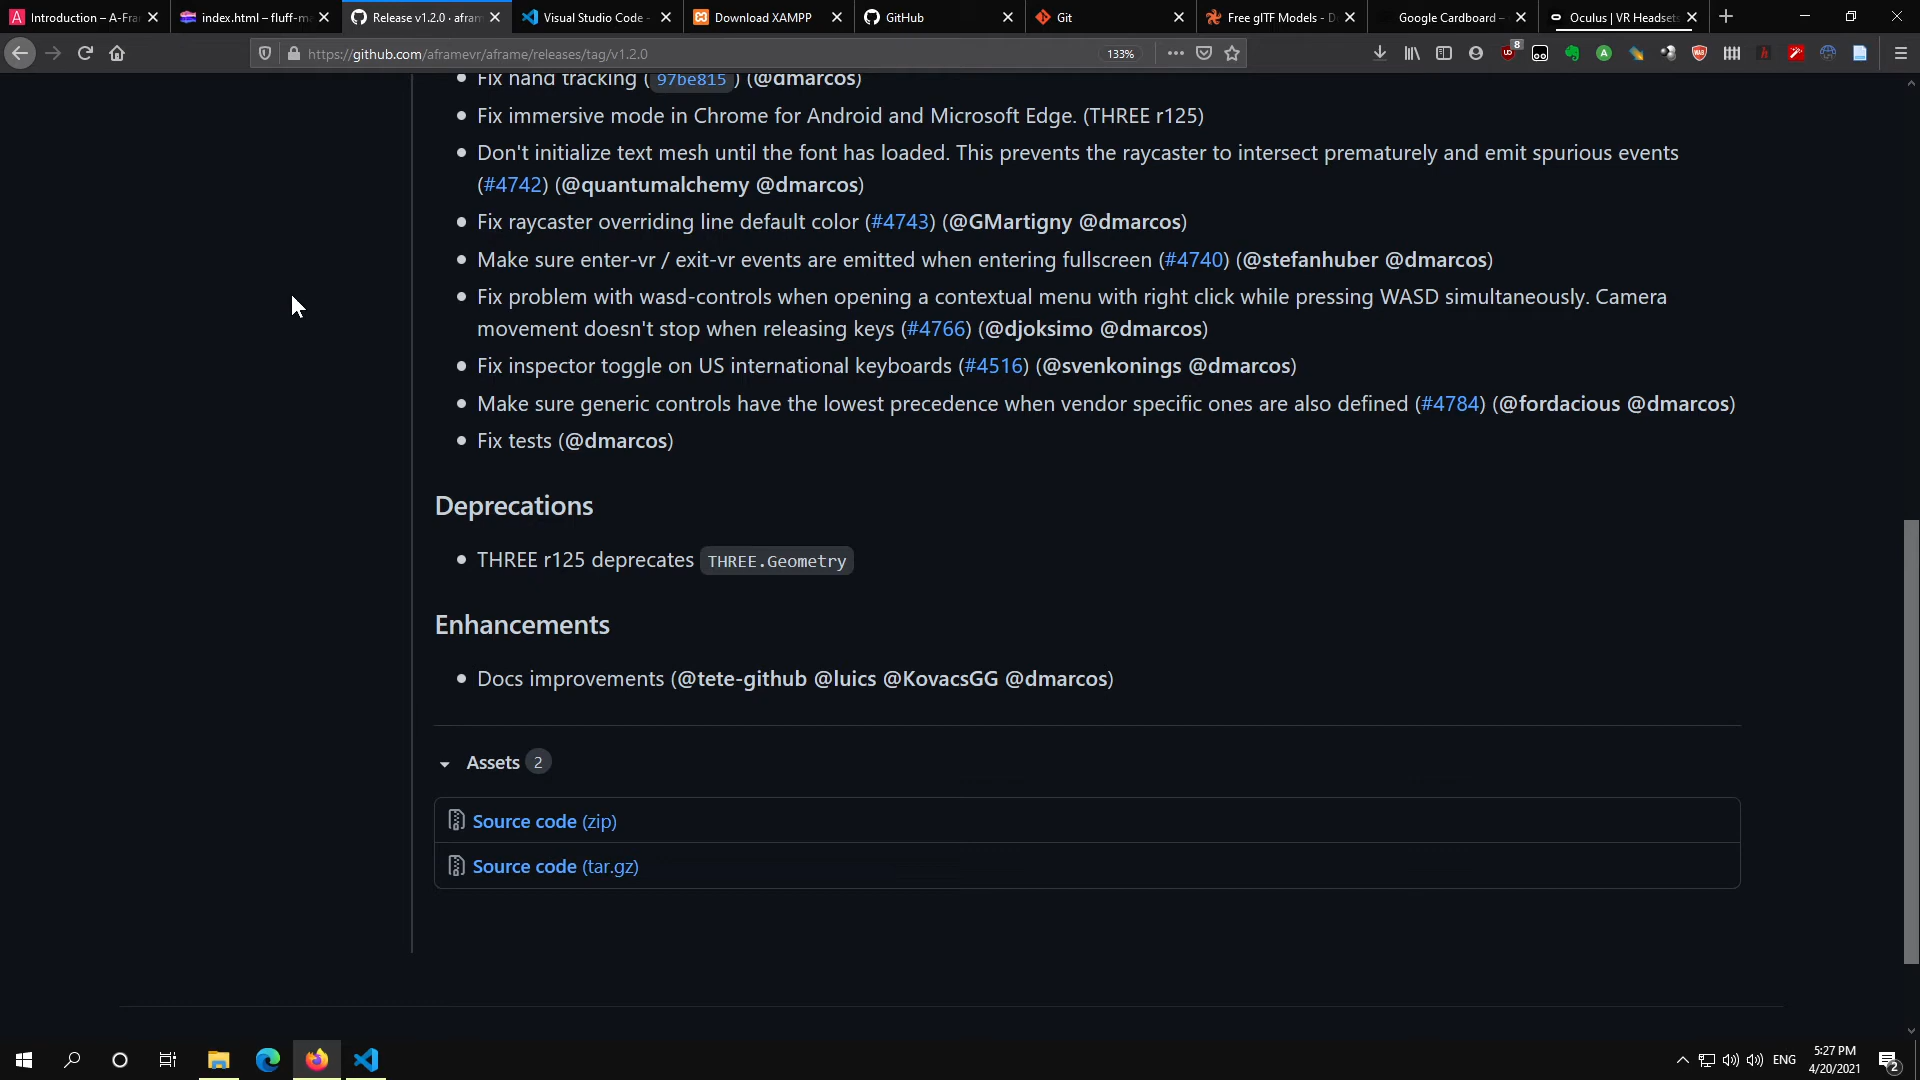 Introduction – A-Fra
index.html – fluff-m
Release v1.2.0 · afram
Visual Studio Code -
Download XAMPP
GitHub
Git
Free glTF Models - D
Google Cardboard –
Oculus | VR Headsets
https://github.com/aframevr/aframe/releases/tag/v1.2.0
133%
8
Fix hand tracking ( 97be815 ) (@dmarcos)
Fix immersive mode in Chrome for Android and Microsoft Edge. (THREE r125)
Don't initialize text mesh until the font has loaded. This prevents the raycaster to intersect prematurely and emit spurious events
(#4742) (@quantumalchemy @dmarcos)
Fix raycaster overriding line default color (#4743) (@GMartigny @dmarcos)
Make sure enter-vr / exit-vr events are emitted when entering fullscreen (#4740) (@stefanhuber @dmarcos)
Fix problem with wasd-controls when opening a contextual menu with right click while pressing WASD simultaneously. Camera
movement doesn't stop when releasing keys (#4766) (@djoksimo @dmarcos)
Fix inspector toggle on US international keyboards (#4516) (@svenkonings @dmarcos)
Make sure generic controls have the lowest precedence when vendor specific ones are also defined (#4784) (@fordacious @dmarcos)
Fix tests (@dmarcos)
Deprecations
THREE r125 deprecates THREE.Geometry
Enhancements
Docs improvements (@tete-github @luics @KovacsGG @dmarcos)
Assets 2
Source code (zip)
Source code (tar.gz)
ENG
5:27 PM
4/20/2021
2